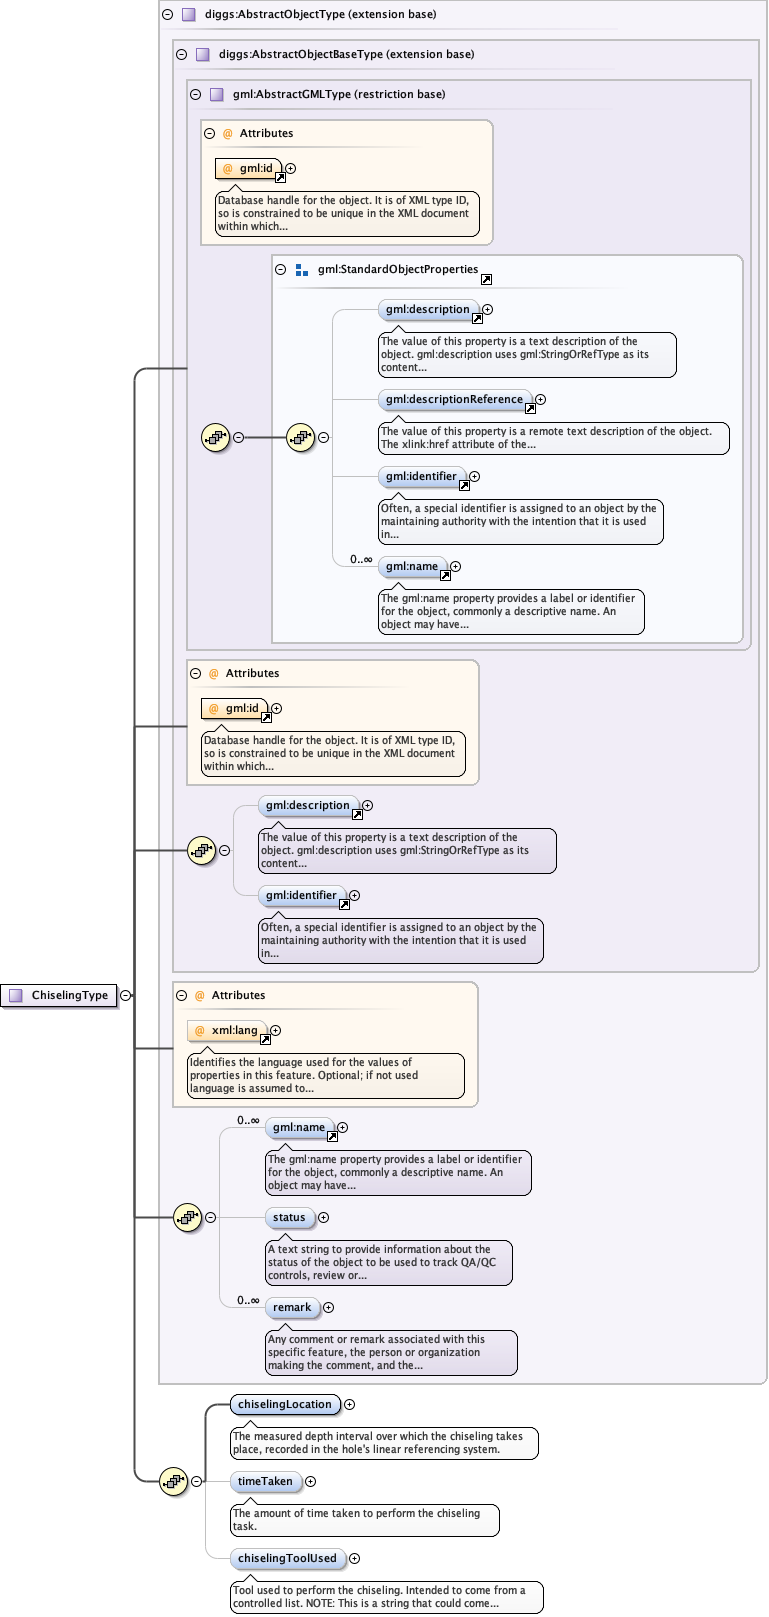 diggs:AbstractObjectType (extension base)
diggs:AbstractObjectBaseType (extension base)
gml:AbstractGMLType (restriction base)
@ Attributes
@ gml:id
Database handle for the object. It is of XML type ID,
so is constrained to be unique in the XML document
within which...
gml:StandardObjectProperties
gml:description
The value of this property is a text description of the
object. gml:description uses gml:StringOrRefType as its
content...
gml:descriptionReference
The value of this property is a remote text description of the object.
The xlink:href attribute of the...
gml:identifier
Often, a special identifier is assigned to an object by the
maintaining authority with the intention that it is used
in...
0..∞
gml:name
The gml:name property provides a label or identifier
for the object, commonly a descriptive name. An
object may have...
@ Attributes
@ gml:id
Database handle for the object. It is of XML type ID,
so is constrained to be unique in the XML document
within which...
gml:description
The value of this property is a text description of the
object. gml:description uses gml:StringOrRefType as its
content...
gml:identifier
Often, a special identifier is assigned to an object by the
maintaining authority with the intention that it is used
in...
ChiselingType
@ Attributes
@ xml:lang
Identifies the language used for the values of
properties in this feature. Optional; if not used
language is assumed to...
0..∞
gml:name
The gml:name property provides a label or identifier
for the object, commonly a descriptive name. An
object may have...
status
A text string to provide information about the
status of the object to be used to track QA/QC
controls, review or...
0..∞
remark
Any comment or remark associated with this
specific feature, the person or organization
making the comment, and the...
chiselingLocation
The measured depth interval over which the chiseling takes
place, recorded in the hole's linear referencing system.
timeTaken
The amount of time taken to perform the chiseling
task.
chiselingToolUsed
Tool used to perform the chiseling. Intended to come from a
controlled list. NOTE: This is a string that could come...